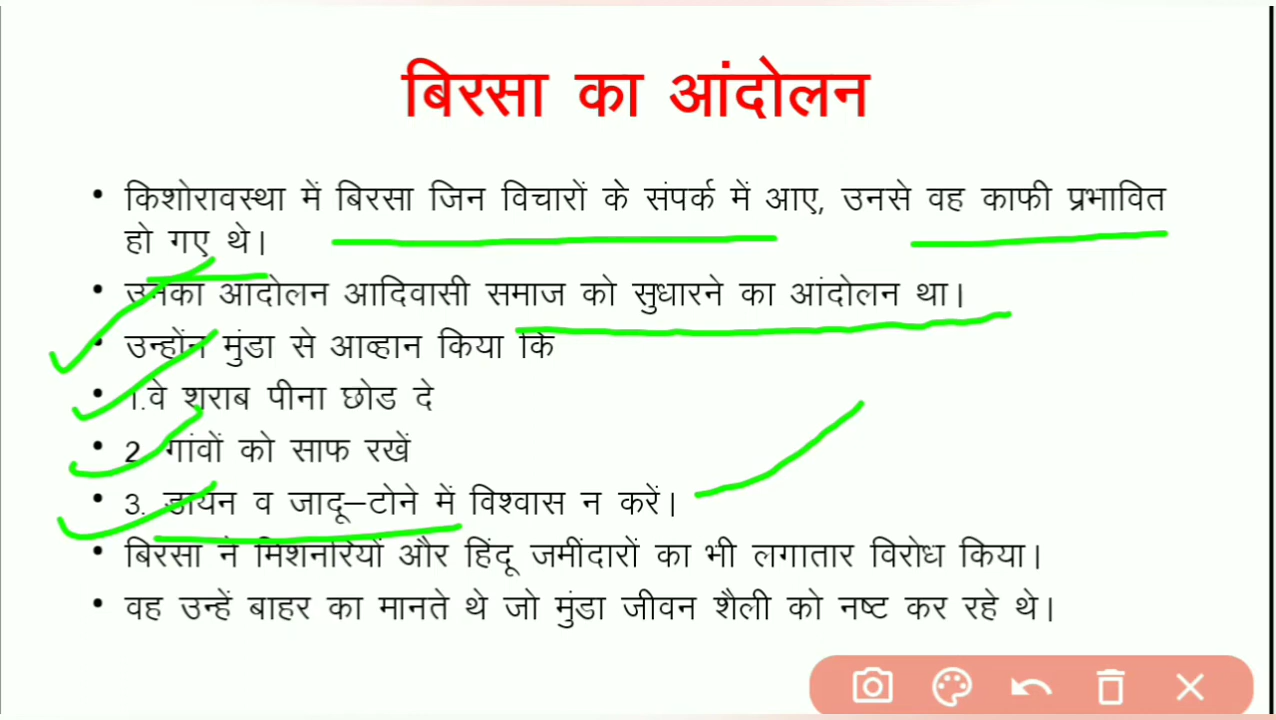 बिरसा का आंदोलन
• किशोरावस्था में बिरसा जिन विचारों के संपर्क में आए, उनसे वह काफी प्रभावित
हो गए थे।
• उनका आंदोलन आदिवासी समाज को सुधारने का आंदोलन था।
• उन्होंने मुंडा से आव्हान किया कि
• 1.वे शराब पीना छोड दे
• 2. गांवों को साफ रखें
• 3. डायन व जादू–टोने में विश्वास न करें।
• बिरसा ने मिशनरियों और हिंदू जमींदारों का भी लगातार विरोध किया।
• वह उन्हें बाहर का मानते थे जो मुंडा जीवन शैली को नष्ट कर रहे थे।